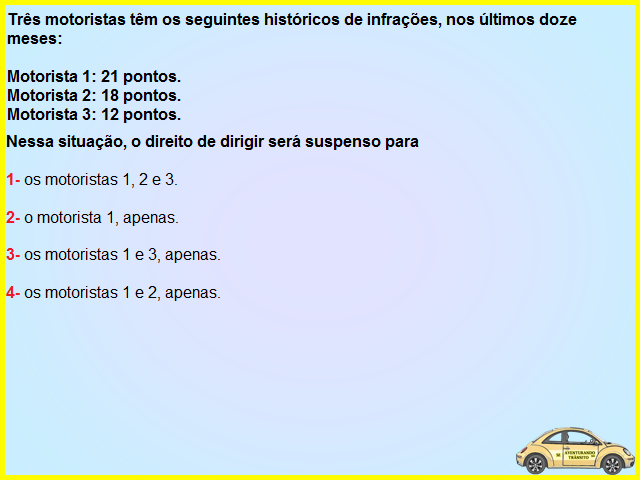 Três motoristas têm os seguintes históricos de infrações, nos últimos doze
meses:
Motorista 1: 21 pontos.
Motorista 2: 18 pontos.
Motorista 3: 12 pontos.
Nessa situação, o direito de dirigir será suspenso para
1- os motoristas 1, 2 e 3.
2- o motorista 1, apenas.
3- os motoristas 1 e 3, apenas.
4- os motoristas 1 e 2, apenas.
AVENTURANDO
TRÂNSITO